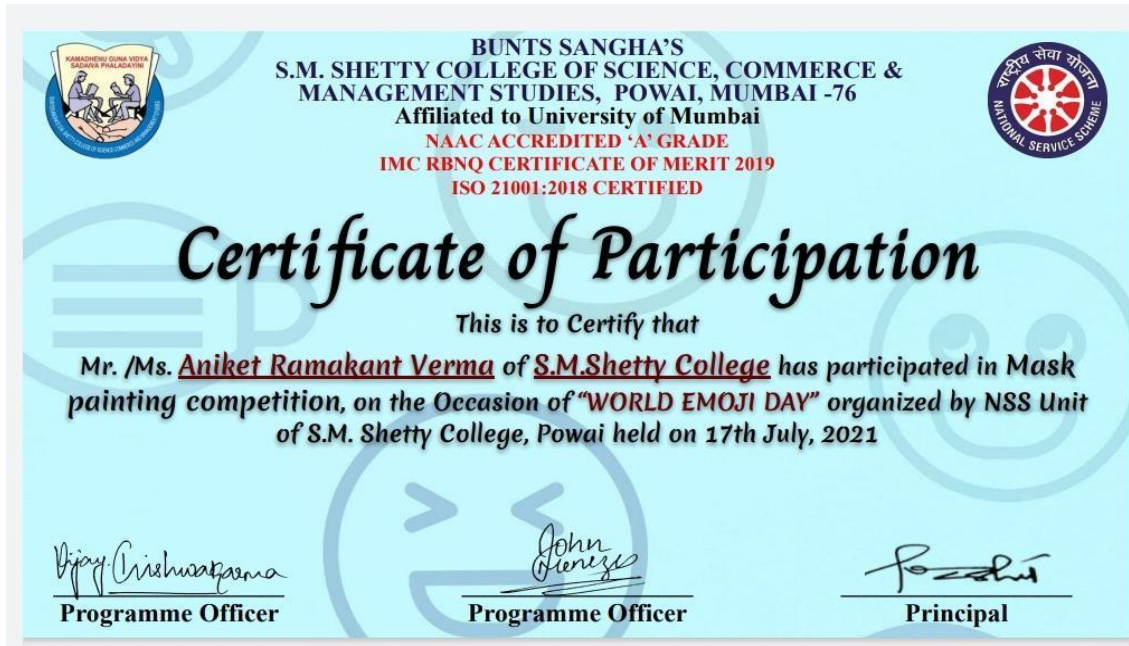 KAMADHENU GUNA VIDYA
SADAIVA PHALADAYINI
BUNTS SANGHA'S
S.M. SHETTY COLLEGE OF SCIENCE, COMMERCE &
MANAGEMENT STUDIES, POWAI, MUMBAI -76
Affiliated to University of Mumbai
NAAC ACCREDITED ‘A’ GRADE
IMC RBNQ CERTIFICATE OF MERIT 2019
ISO 21001:2018 CERTIFIED
राष्ट्रीय सेवा योजना
NATIONAL SERVICE SCHEME
Certificate of Participation
This is to Certify that
Mr. /Ms. Aniket Ramakant Verma of S.M.Shetty College has participated in Mask
painting competition, on the Occasion of “WORLD EMOJI DAY” organized by NSS Unit
of S.M. Shetty College, Powai held on 17th July, 2021
Vijay. Vishwakarma
John
Menezes
Programme Officer
Programme Officer
Principal